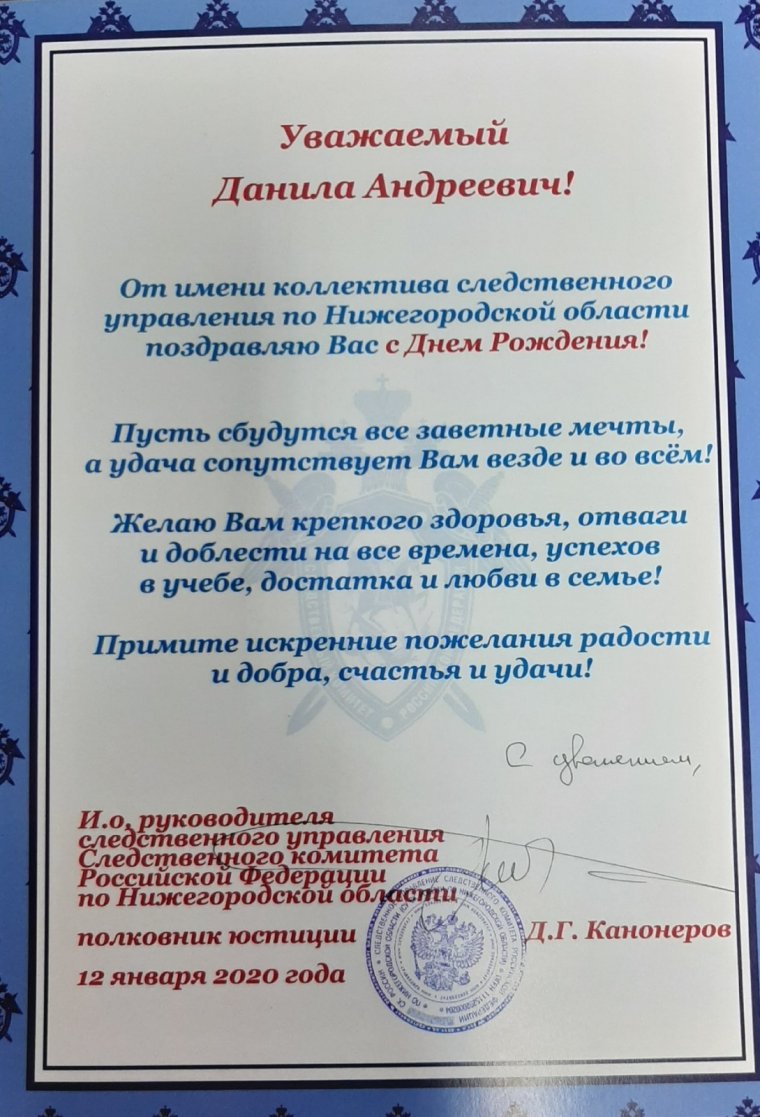 Уважаемый
Данила Андреевич!
От имени коллектива следственного
управления по Нижегородской области
поздравляю Вас с Днем Рождения!
Пусть сбудутся все заветные мечты,
а удача сопутствует Вам везде и во всём!
Желаю Вам крепкого здоровья, отваги
и доблести на все времена, успехов
в учебе, достатка и любви в семье!
Примите искренние пожелания радости
и добра, счастья и удачи!
С уважением,
И.о. руководителя
следственного управления
Следственного комитета
Российской Федерации
по Нижегородской области
полковник юстиции
Д.Г. Канонеров
12 января 2020 года